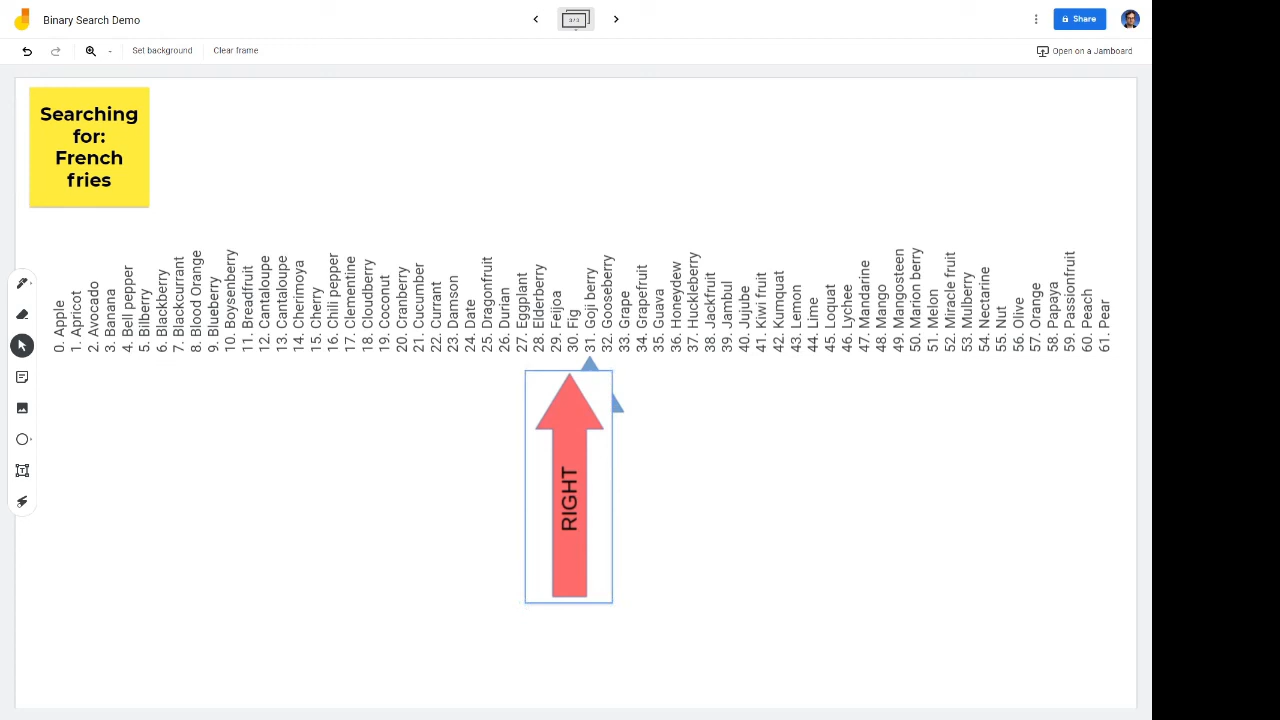 Binary Search Demo
3 / 3
Share
Set background
Clear frame
Open on a Jamboard
Searching
for:
French
fries
0. Apple
1. Apricot
2. Avocado
3. Banana
4. Bell pepper
5. Bilberry
6. Blackberry
7. Blackcurrant
8. Blood Orange
9. Blueberry
10. Boysenberry
11. Breadfruit
12. Cantaloupe
13. Cantaloupe
14. Cherimoya
15. Cherry
16. Chili pepper
17. Clementine
18. Cloudberry
19. Coconut
20. Cranberry
21. Cucumber
22. Currant
23. Damson
24. Date
25. Dragonfruit
26. Durian
27. Eggplant
28. Elderberry
29. Feijoa
30. Fig
31. Goji berry
32. Gooseberry
33. Grape
34. Grapefruit
35. Guava
36. Honeydew
37. Huckleberry
38. Jackfruit
39. Jambul
40. Jujube
41. Kiwi fruit
42. Kumquat
43. Lemon
44. Lime
45. Loquat
46. Lychee
47. Mandarine
48. Mango
49. Mangosteen
50. Marion berry
51. Melon
52. Miracle fruit
53. Mulberry
54. Nectarine
55. Nut
56. Olive
57. Orange
58. Papaya
59. Passionfruit
60. Peach
61. Pear
RIGHT